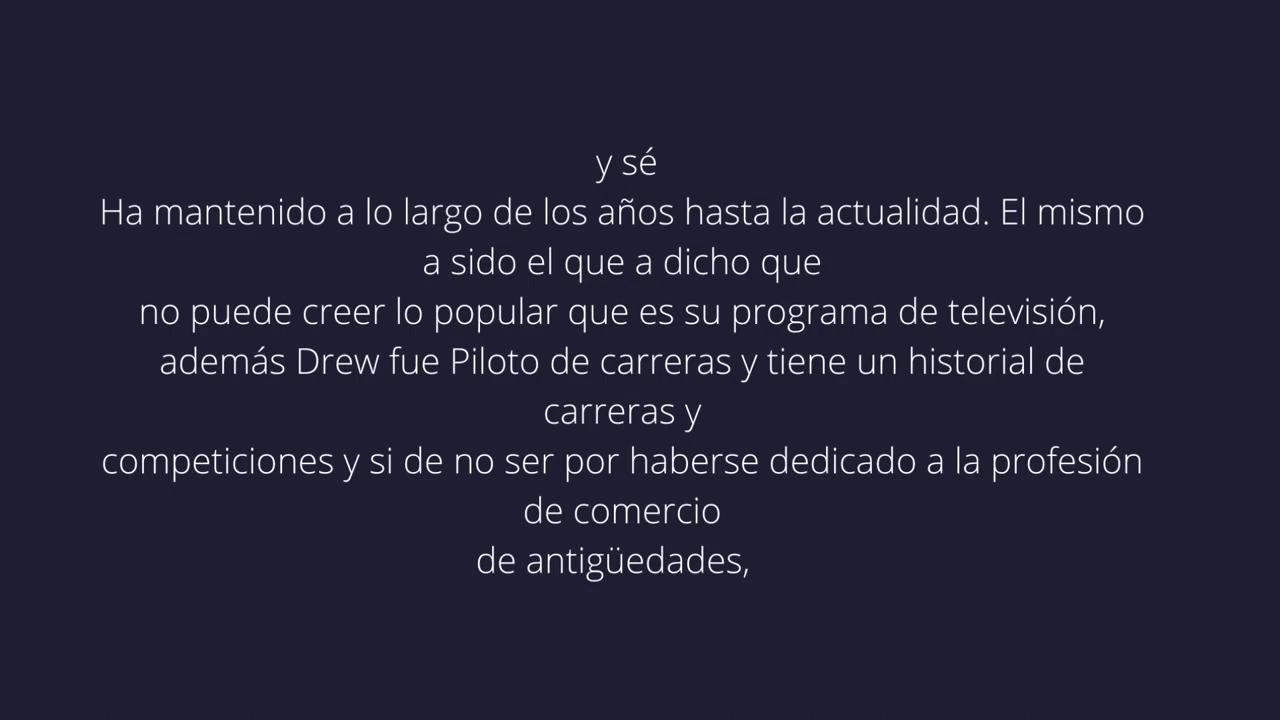 y sé
Ha mantenido a lo largo de los años hasta la actualidad. El mismo
a sido el que a dicho que
no puede creer lo popular que es su programa de televisión,
además Drew fue Piloto de carreras y tiene un historial de
carreras y
competiciones y si de no ser por haberse dedicado a la profesión
de comercio
de antigüedades,